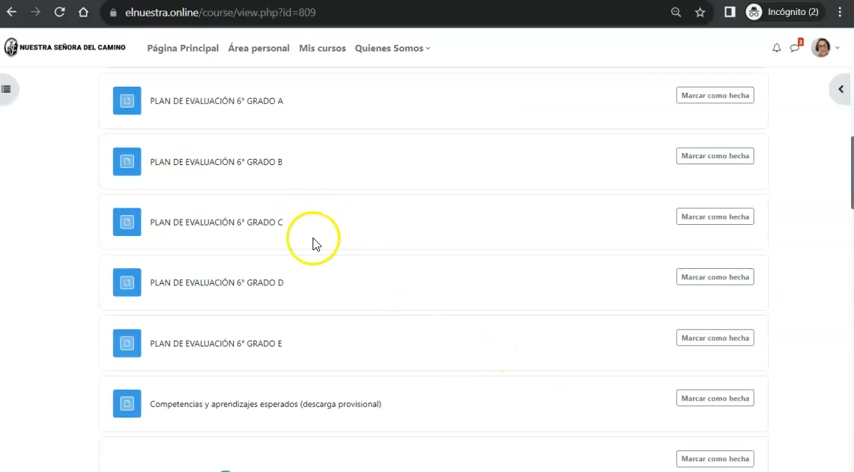 elnuestra.online/course/view.php?id=809
Incógnito (2)
NUESTRA SEÑORA DEL CAMINO
Página Principal Área personal Mis cursos Quienes Somos
3
PLAN DE EVALUACIÓN 6° GRADO A
Marcar como hecha
PLAN DE EVALUACIÓN 6° GRADO B
Marcar como hecha
PLAN DE EVALUACIÓN 6° GRADO C
Marcar como hecha
PLAN DE EVALUACIÓN 6° GRADO D
Marcar como hecha
PLAN DE EVALUACIÓN 6° GRADO E
Marcar como hecha
Competencias y aprendizajes esperados (descarga provisional)
Marcar como hecha
Marcar como hecha